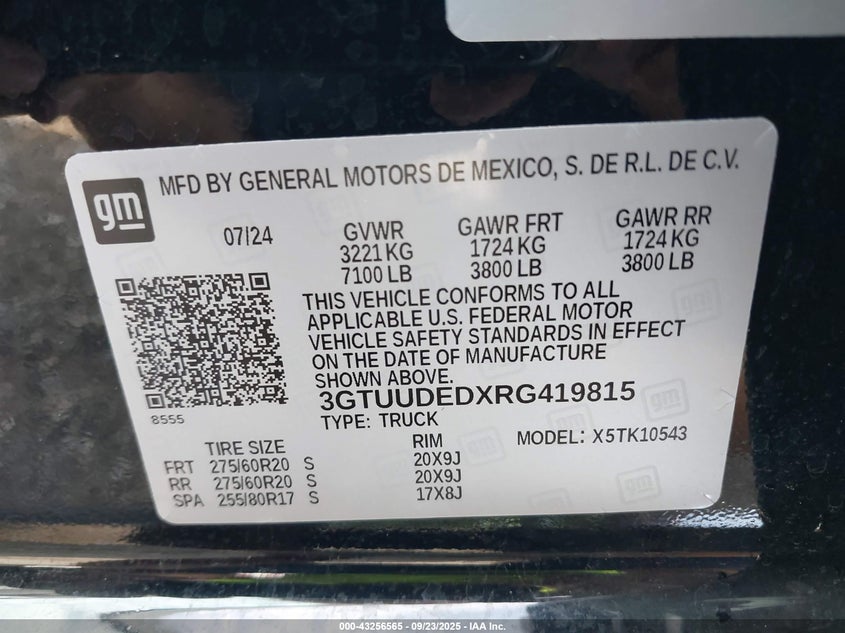 gm
MFD BY GENERAL MOTORS DE MEXICO, S. DE R.L. DE C.V.
07/24
GVWR GAWR FRT GAWR RR
3221 KG 1724 KG 1724 KG
7100 LB 3800 LB 3800 LB
THIS VEHICLE CONFORMS TO ALL
APPLICABLE U.S. FEDERAL MOTOR
VEHICLE SAFETY STANDARDS IN EFFECT
ON THE DATE OF MANUFACTURE
SHOWN ABOVE.
8555
3GTUUDEDXRG419815
TYPE: TRUCK
MODEL: X5TK10543
TIRE SIZE RIM
FRT 275/60R20 S 20X9J
RR 275/60R20 S 20X9J
SPA 255/80R17 S 17X8J
000-43256565 - 09/23/2025 - IAA Inc.